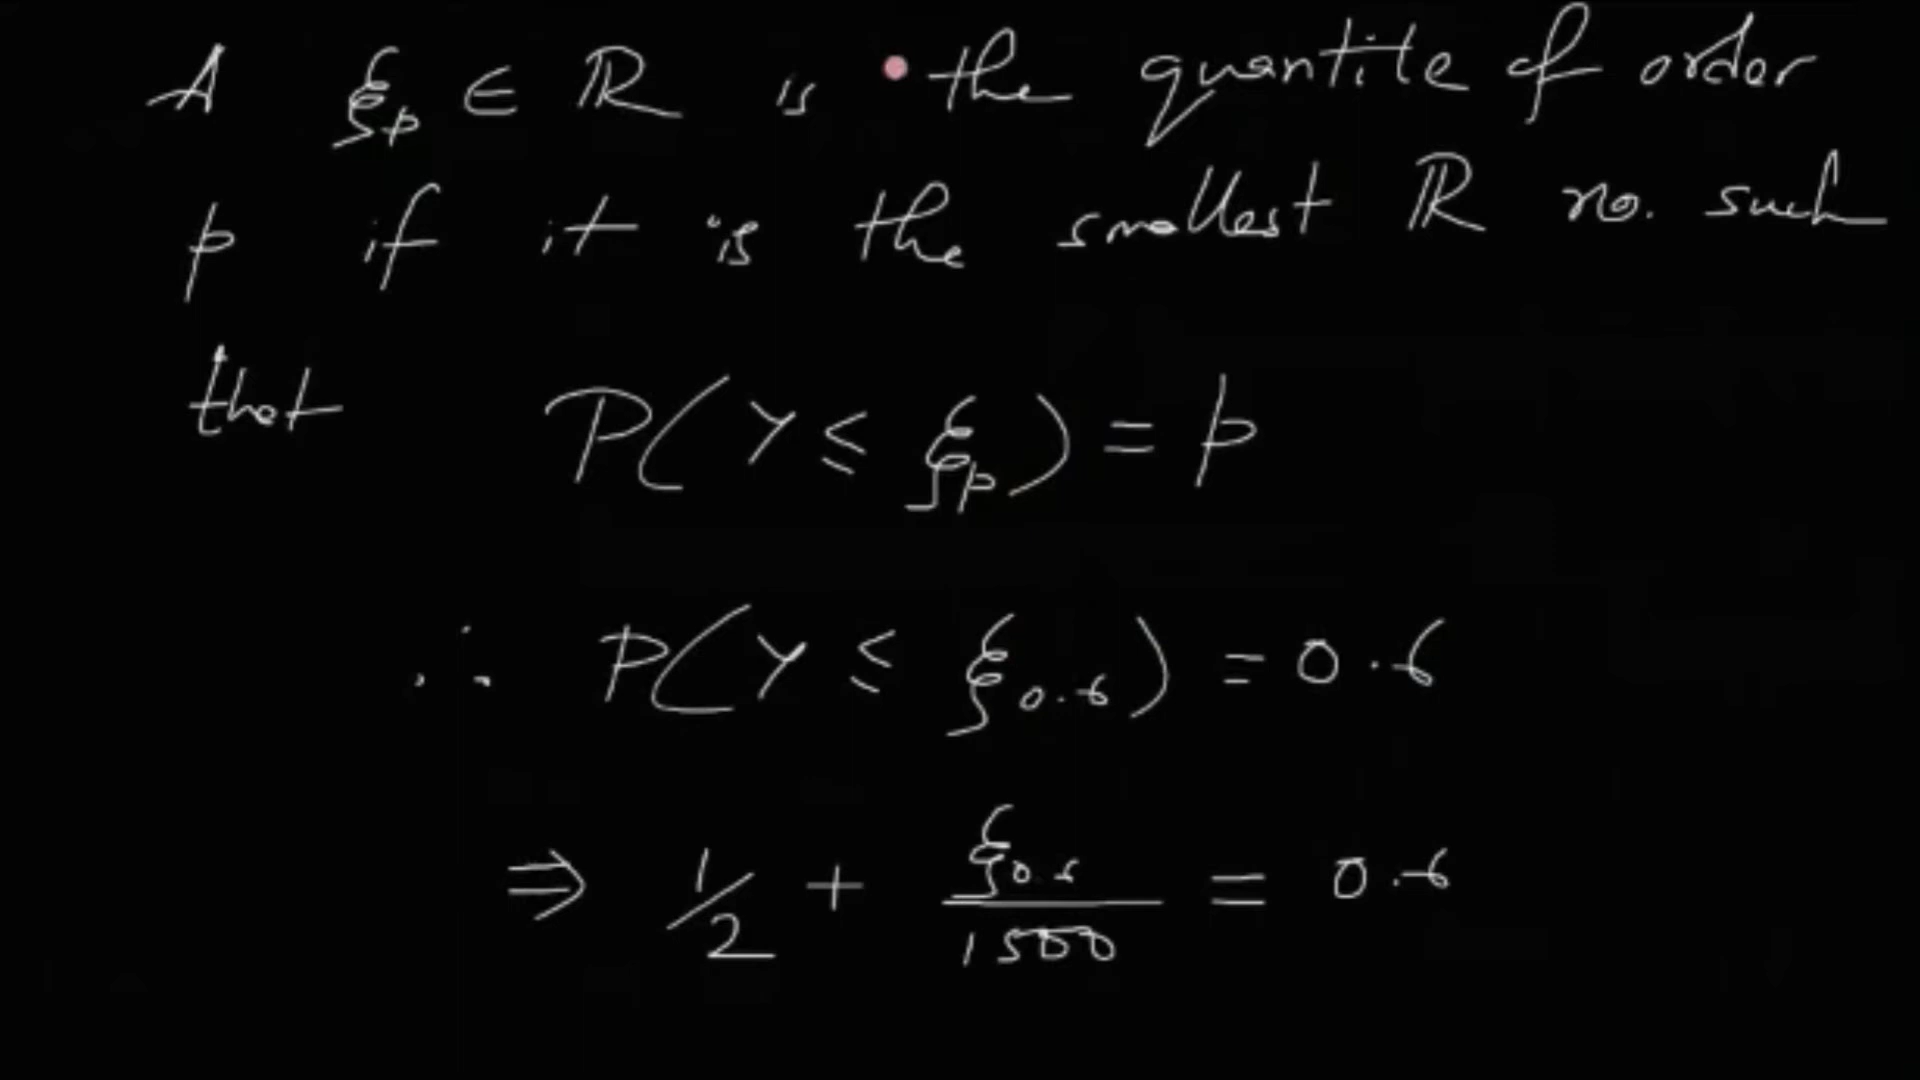 A ξp ∈ ℝ is the quantile of order
p if it is the smallest ℝ no. such
that P(Y ≤ ξp) = p
∴ P(Y ≤ ξ0.6) = 0.6
⇒ 1/2 + ξ0.6/1500 = 0.6